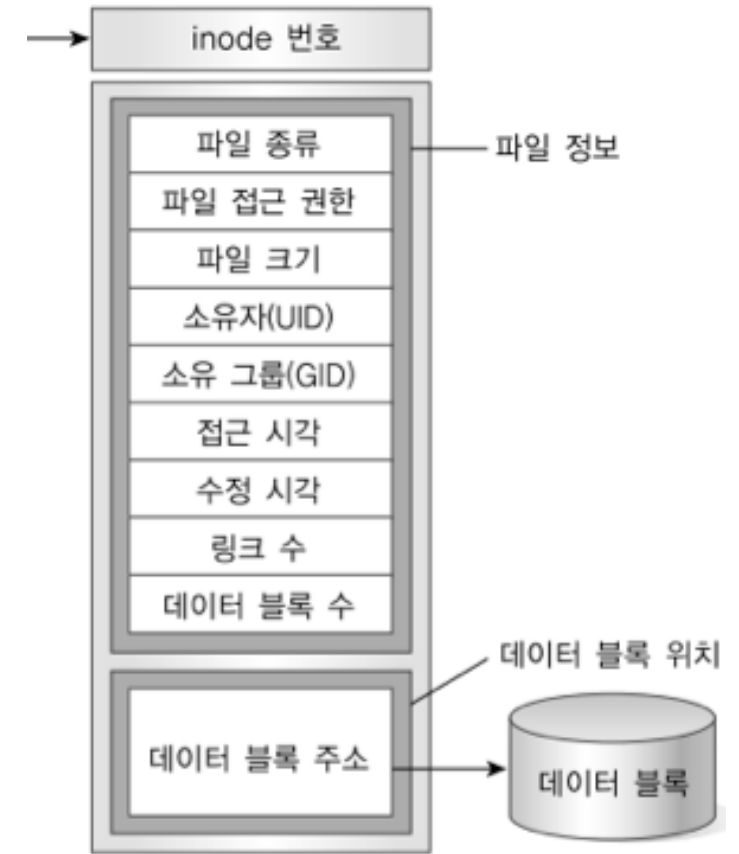 inode 번호
파일 종류
파일 정보
파일 접근 권한
파일 크기
소유자(UID)
소유 그룹(GID)
접근 시각
수정 시각
링크 수
데이터 블록 수
데이터 블록 위치
데이터 블록 주소
데이터 블록